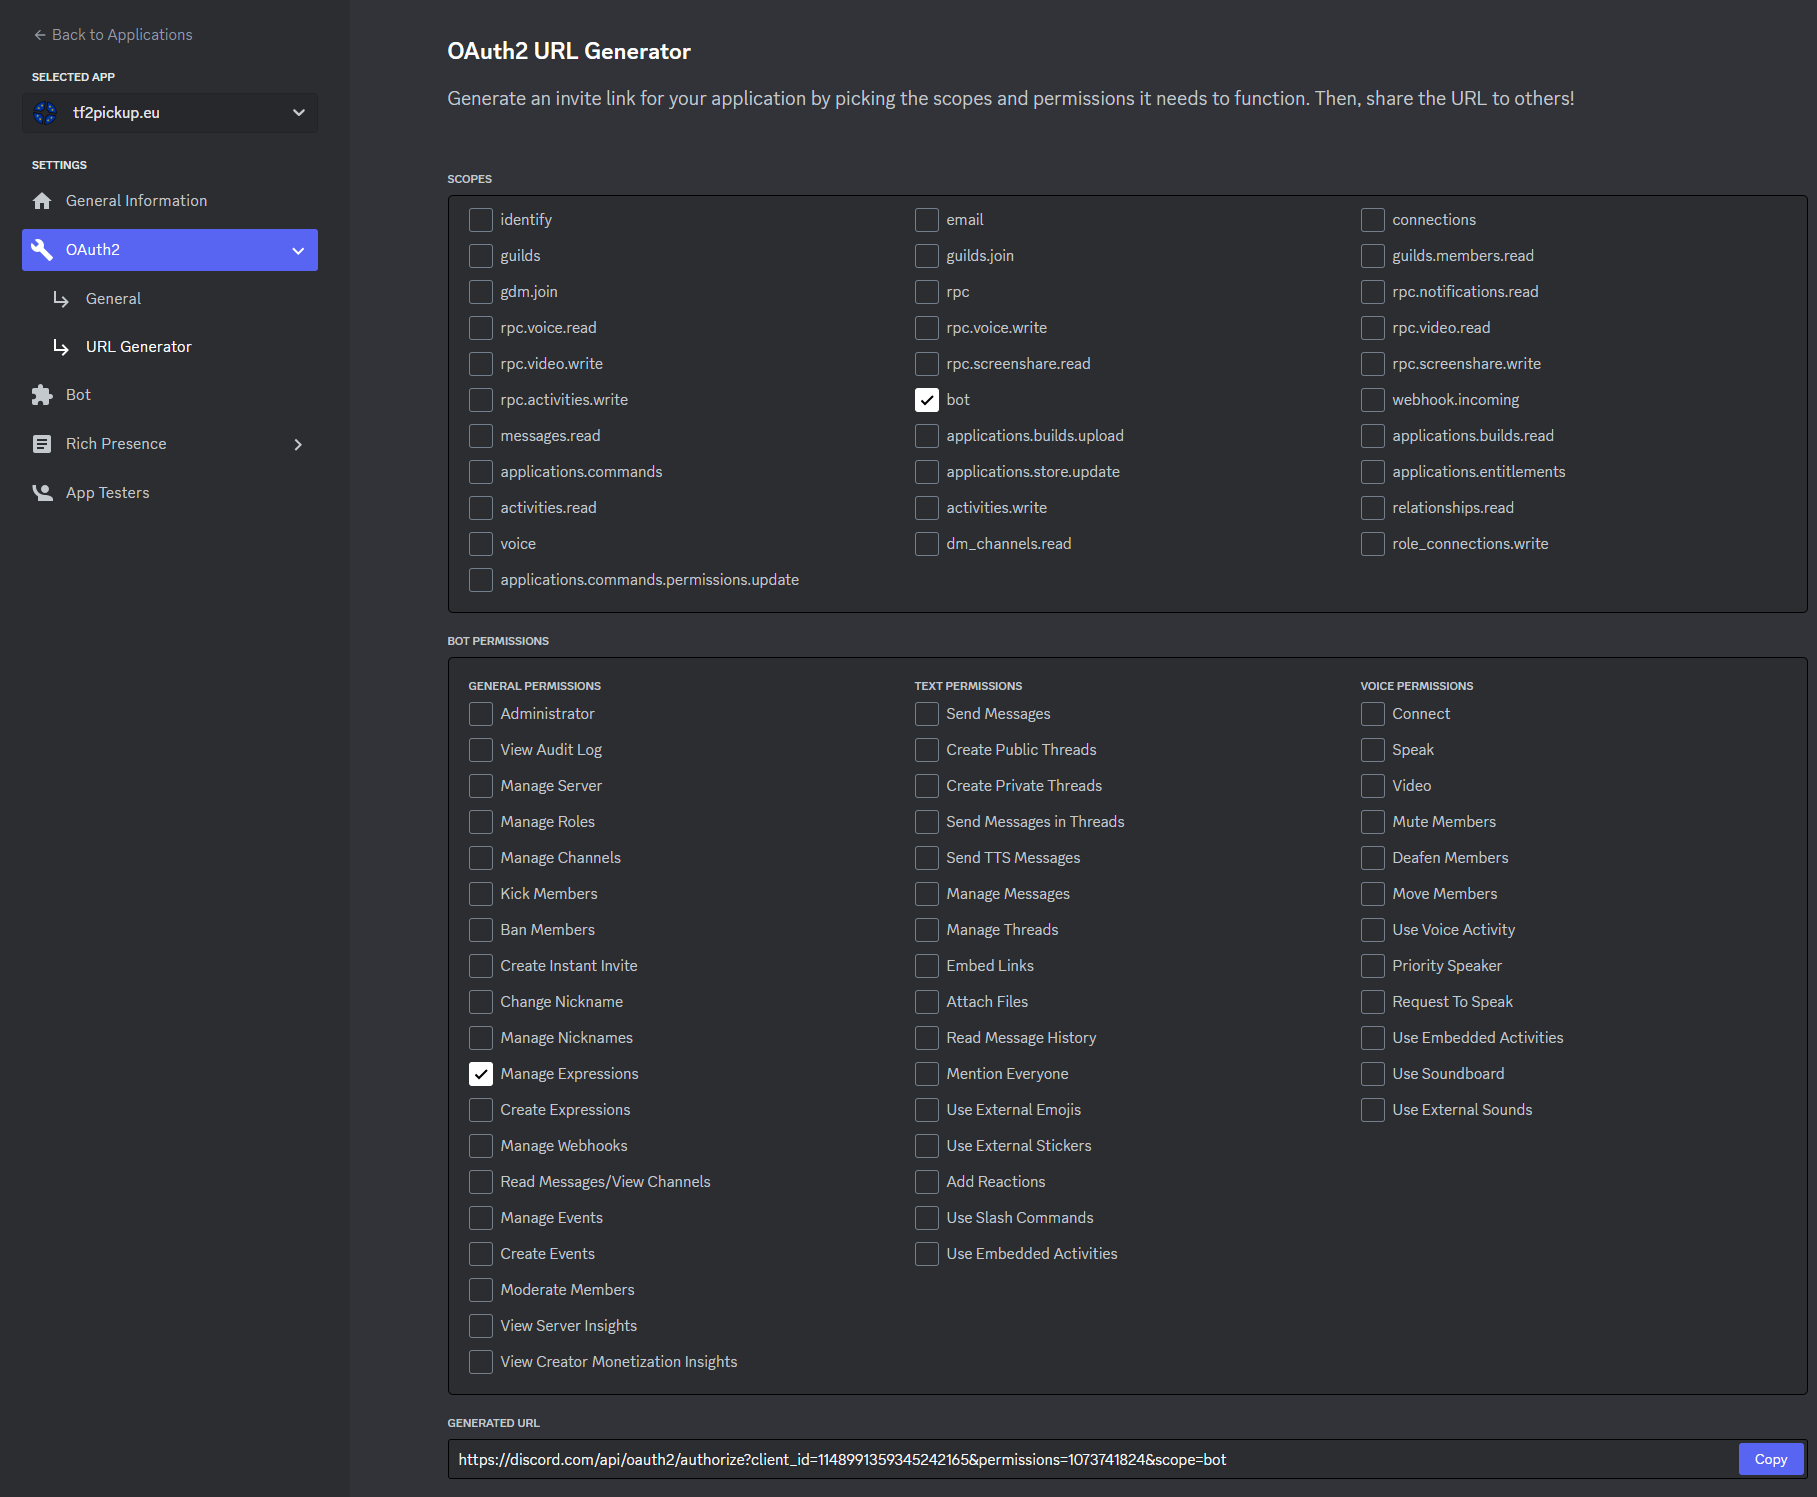 Back to Applications
SELECTED APP
tf2pickup.eu
SETTINGS
General Information
OAuth2
General
URL Generator
Bot
Rich Presence
App Testers
OAuth2 URL Generator
Generate an invite link for your application by picking the scopes and permissions it needs to function. Then, share the URL to others!
SCOPES
identify
email
connections
guilds
guilds.join
guilds.members.read
gdm.join
rpc
rpc.notifications.read
rpc.voice.read
rpc.voice.write
rpc.video.read
rpc.video.write
rpc.screenshare.read
rpc.screenshare.write
rpc.activities.write
bot
webhook.incoming
messages.read
applications.builds.upload
applications.builds.read
applications.commands
applications.store.update
applications.entitlements
activities.read
activities.write
relationships.read
voice
dm_channels.read
role_connections.write
applications.commands.permissions.update
BOT PERMISSIONS
GENERAL PERMISSIONS
Administrator
View Audit Log
Manage Server
Manage Roles
Manage Channels
Kick Members
Ban Members
Create Instant Invite
Change Nickname
Manage Nicknames
Manage Expressions
Create Expressions
Manage Webhooks
Read Messages/View Channels
Manage Events
Create Events
Moderate Members
View Server Insights
View Creator Monetization Insights
TEXT PERMISSIONS
Send Messages
Create Public Threads
Create Private Threads
Send Messages in Threads
Send TTS Messages
Manage Messages
Manage Threads
Embed Links
Attach Files
Read Message History
Mention Everyone
Use External Emojis
Use External Stickers
Add Reactions
Use Slash Commands
Use Embedded Activities
VOICE PERMISSIONS
Connect
Speak
Video
Mute Members
Deafen Members
Move Members
Use Voice Activity
Priority Speaker
Request To Speak
Use Embedded Activities
Use Soundboard
Use External Sounds
GENERATED URL
https://discord.com/api/oauth2/authorize?client_id=1148991359345242165&permissions=1073741824&scope=bot
Copy